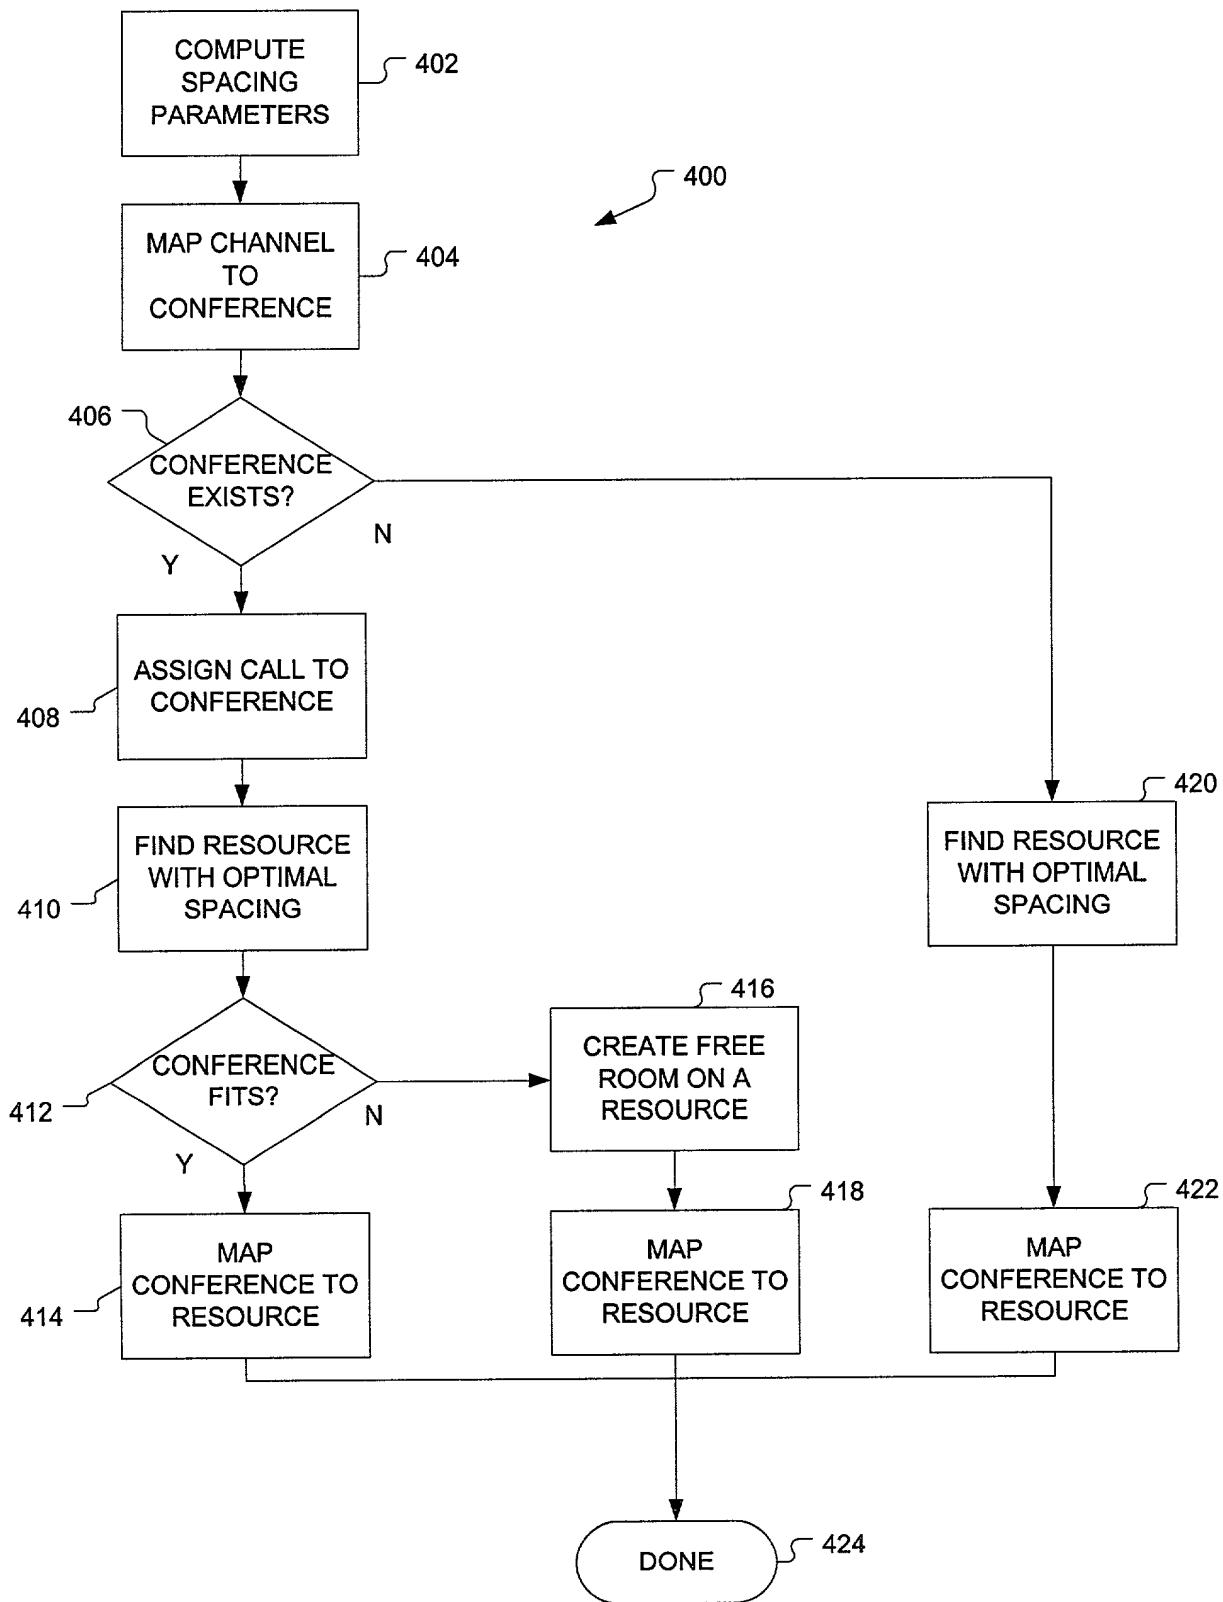 COMPUTE
SPACING
PARAMETERS
402
400
MAP CHANNEL
TO
CONFERENCE
404
406
CONFERENCE
EXISTS?
Y
N
ASSIGN CALL TO
CONFERENCE
408
FIND RESOURCE
WITH OPTIMAL
SPACING
410
420
FIND RESOURCE
WITH OPTIMAL
SPACING
CONFERENCE
FITS?
412
Y
N
416
CREATE FREE
ROOM ON A
RESOURCE
MAP
CONFERENCE TO
RESOURCE
414
418
MAP
CONFERENCE TO
RESOURCE
422
MAP
CONFERENCE TO
RESOURCE
DONE
424